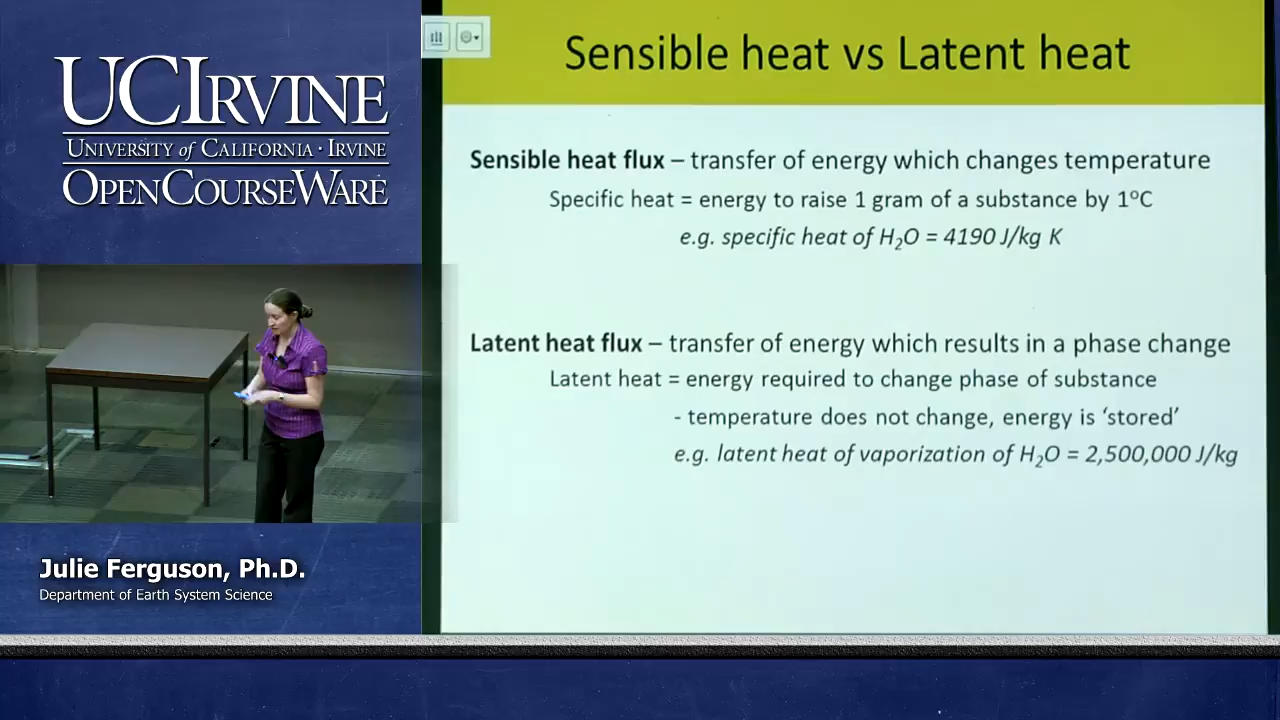 UCIRVINE
UNIVERSITY of CALIFORNIA · IRVINE
OPENCOURSEWARE
Julie Ferguson, Ph.D.
Department of Earth System Science
Sensible heat vs Latent heat
Sensible heat flux – transfer of energy which changes temperature
Specific heat = energy to raise 1 gram of a substance by 1°C
e.g. specific heat of H₂O = 4190 J/kg K
Latent heat flux – transfer of energy which results in a phase change
Latent heat = energy required to change phase of substance
- temperature does not change, energy is ‘stored’
e.g. latent heat of vaporization of H₂O = 2,500,000 J/kg